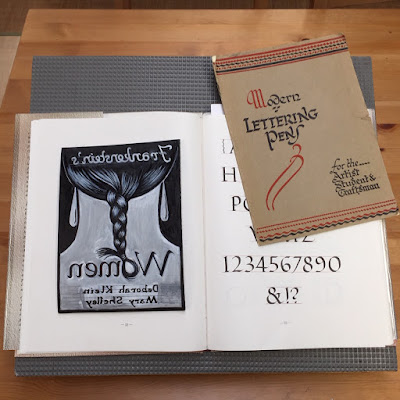 Frankenstein's
Women
Deborah Klein
Mary Shelley
Modern
LETTERING
PENS
for the....
Artist
Student &
Craftsman
H
1234567890
&!?